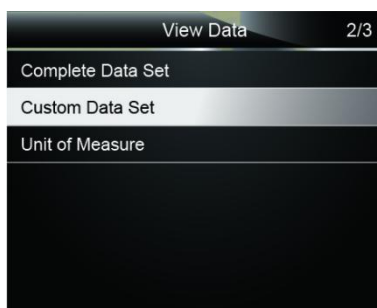 View Data 2/3
Complete Data Set
Custom Data Set
Unit of Measure